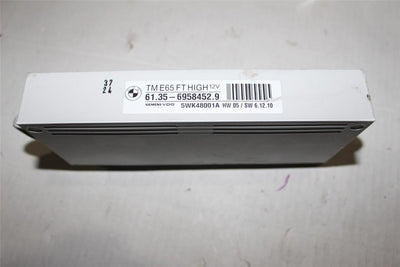 37
24
TM E65 FT HIGH 12V
61.35-6958452.9
SIEMENS VDO 5WK48001A HW 05 / SW 6.12.10